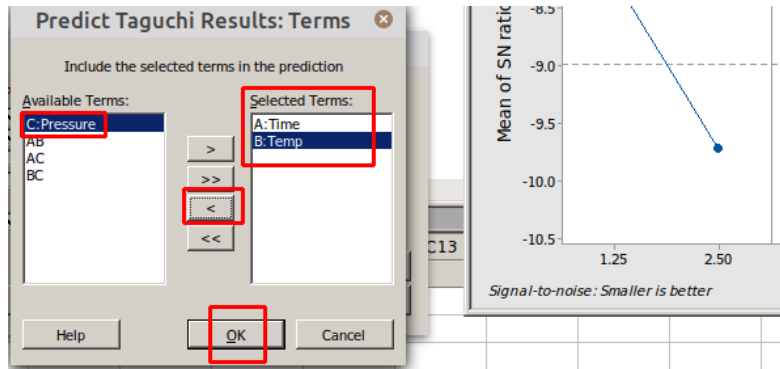 Predict Taguchi Results: Terms
Include the selected terms in the prediction
Available Terms:
C:Pressure
AB
AC
BC
>
>>
<
<<
Selected Terms:
A:Time
B:Temp
Help
OK
Cancel
C13
Mean of SN ratio
-8.5
-9.0
-9.5
-10.0
-10.5
1.25
2.50
Signal-to-noise: Smaller is better